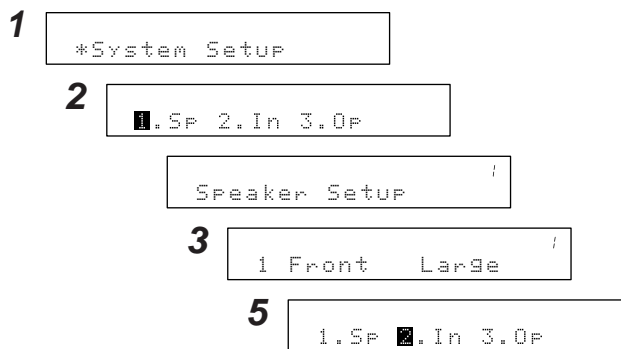 1
*System Setup
2
1.Sp 2.In 3.Op
1
Speaker Setup
3
1
1 Front Large
5
1.Sp 2.In 3.Op